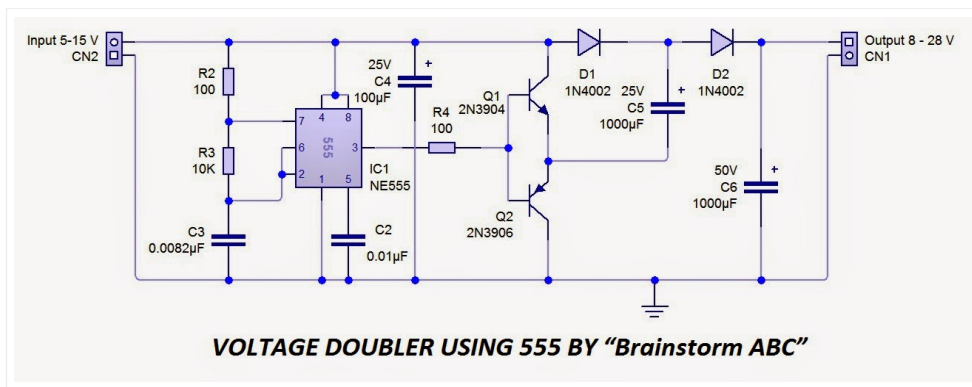 Input 5-15 V
CN2
Output 8 - 28 V
CN1
R2
100
R3
10K
C3
0.0082µF
7
4
8
6
2
3
1
5
555
IC1
NE555
C2
0.01µF
25V
+
C4
100µF
R4
100
Q1
2N3904
Q2
2N3906
D1
1N4002
25V
+
C5
1000µF
D2
1N4002
50V
+
C6
1000µF
VOLTAGE DOUBLER USING 555 BY “Brainstorm ABC”